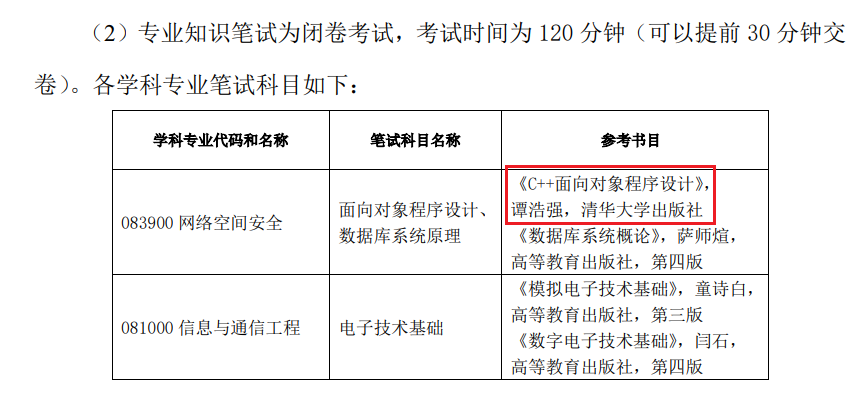 （2）专业知识笔试为闭卷考试，考试时间为 120 分钟（可以提前 30 分钟交
卷）。各学科专业笔试科目如下：
学科专业代码和名称
笔试科目名称
参考书目
083900 网络空间安全
面向对象程序设计、
数据库系统原理
《C++面向对象程序设计》，
谭浩强，清华大学出版社
《数据库系统概论》，萨师煊，
高等教育出版社，第四版
081000 信息与通信工程
电子技术基础
《模拟电子技术基础》，童诗白，
高等教育出版社，第三版
《数字电子技术基础》，闫石，
高等教育出版社，第四版